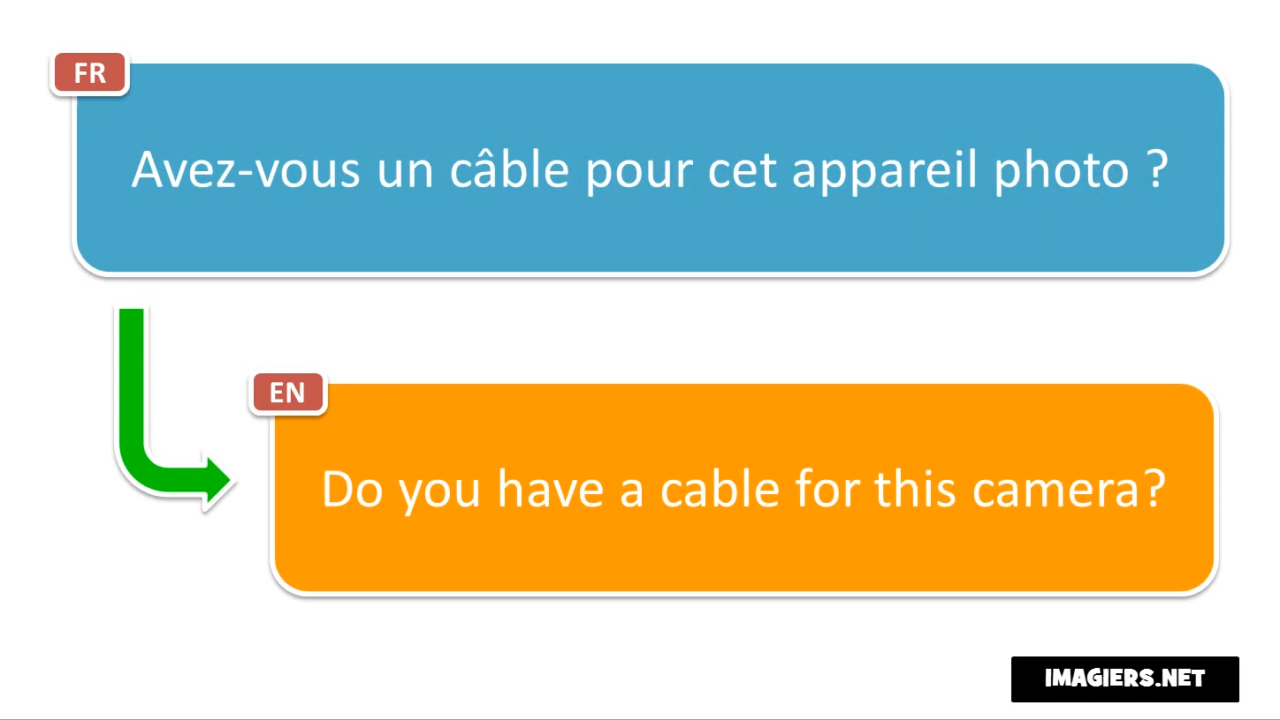 FR
Avez-vous un câble pour cet appareil photo ?
EN
Do you have a cable for this camera?
IMAGIERS.NET